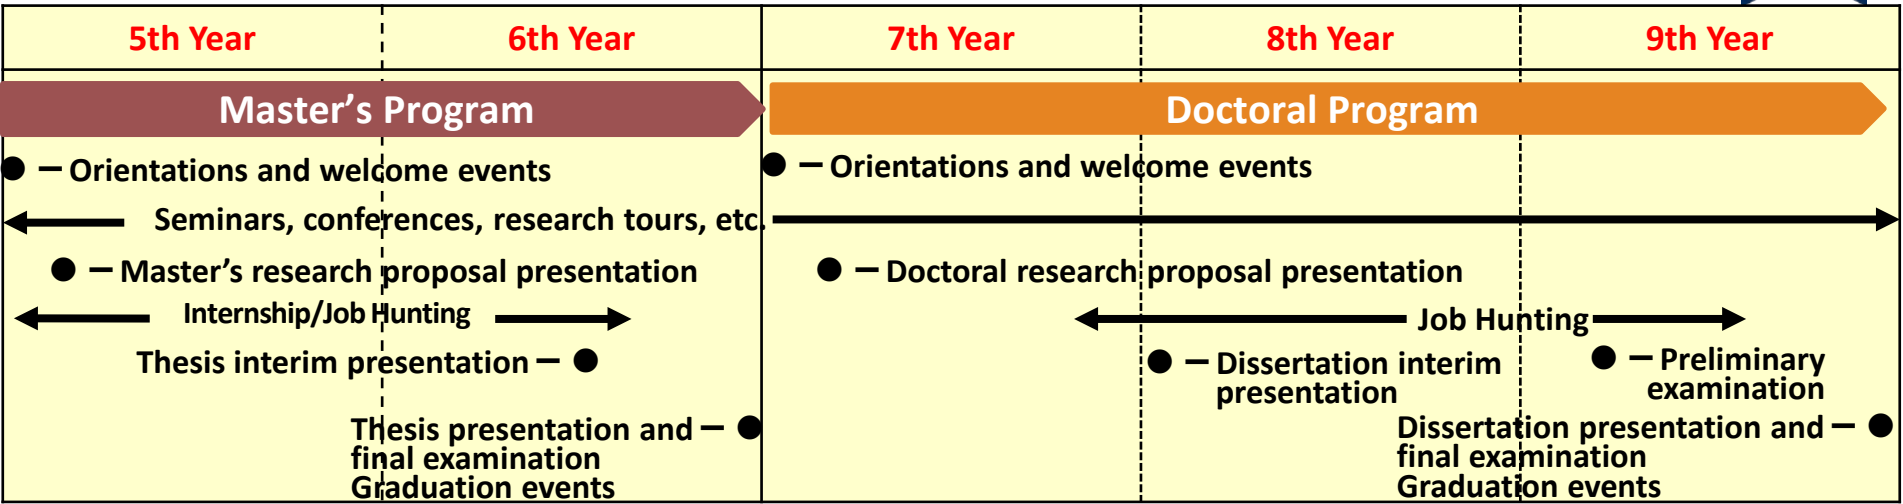 5th Year 6th Year 7th Year 8th Year 9th Year
Master's Program Doctoral Program
– Orientations and welcome events – Orientations and welcome events
Seminars, conferences, research tours, etc.
– Master's research proposal presentation – Doctoral research proposal presentation
Internship/Job Hunting Job Hunting
Thesis interim presentation – – Dissertation interim
presentation
– Preliminary
examination
Thesis presentation and –
final examination
Graduation events
Dissertation presentation and –
final examination
Graduation events